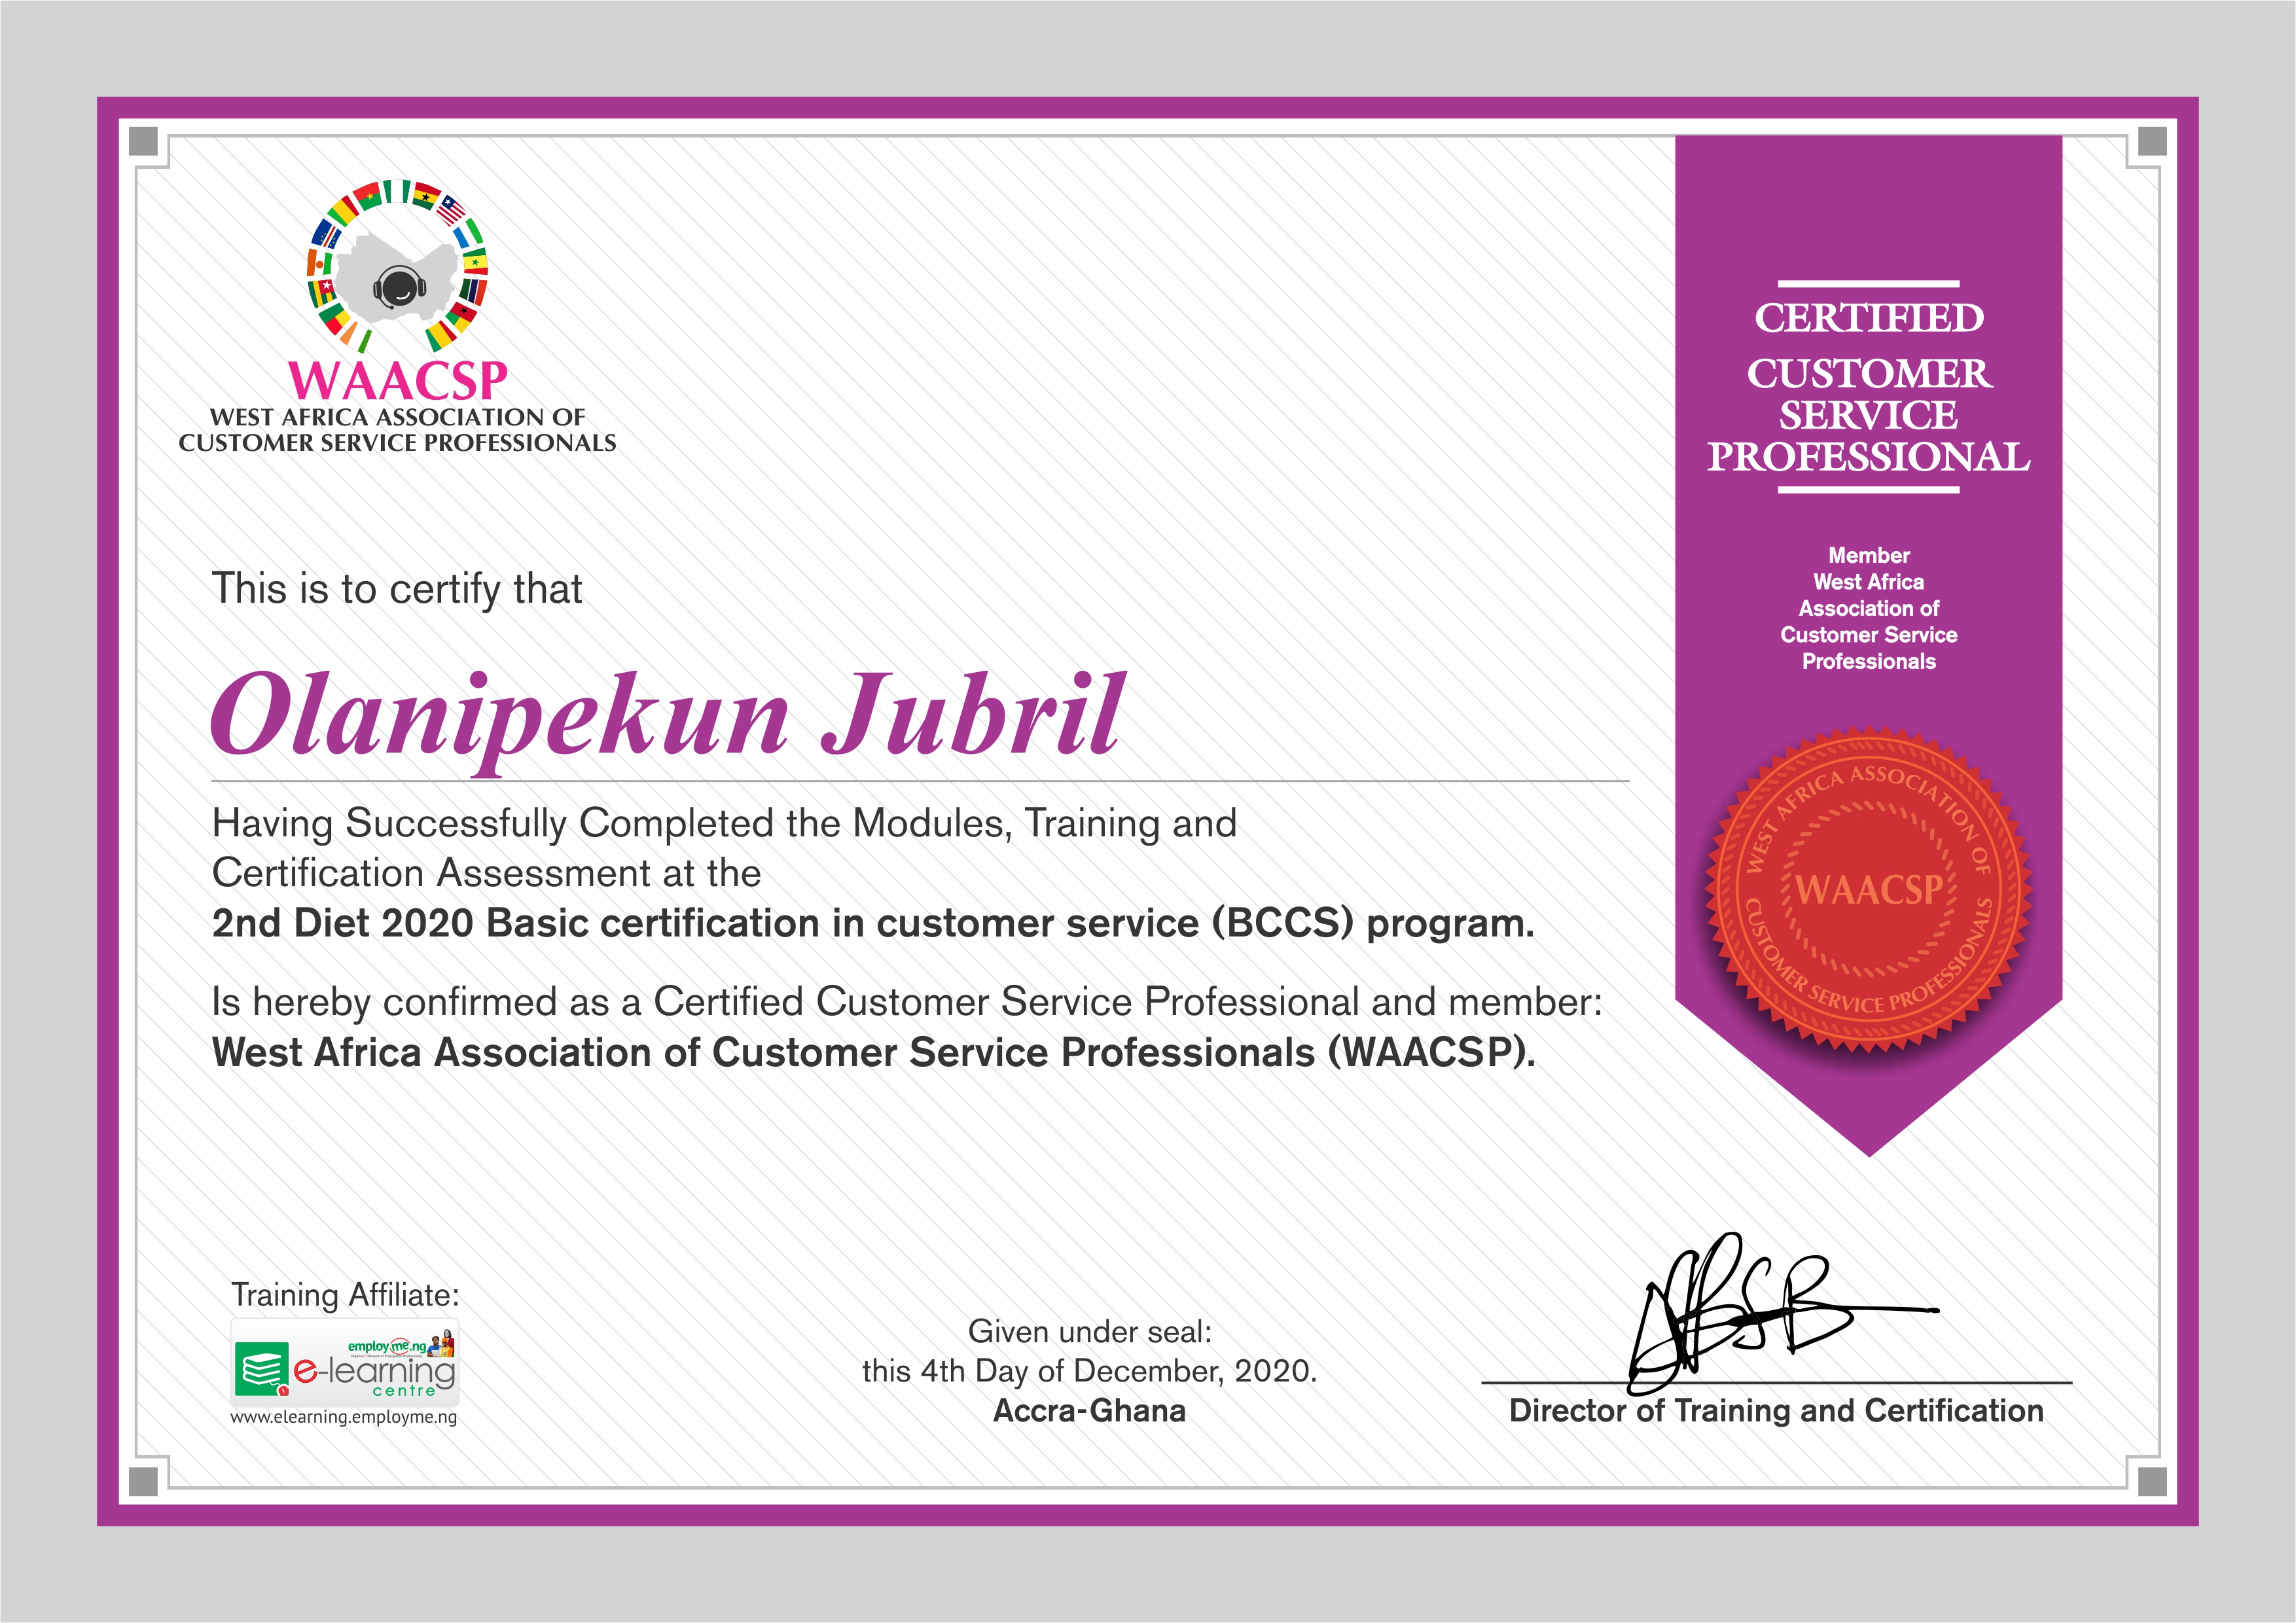 WAACSP
WEST AFRICA ASSOCIATION OF
CUSTOMER SERVICE PROFESSIONALS
CERTIFIED
CUSTOMER
SERVICE
PROFESSIONAL
Member
West Africa
Association of
Customer Service
Professionals
This is to certify that
Olanipekun Jubril
Having Successfully Completed the Modules, Training and
Certification Assessment at the
2nd Diet 2020 Basic certification in customer service (BCCS) program.
Is hereby confirmed as a Certified Customer Service Professional and member:
West Africa Association of Customer Service Professionals (WAACSP).
WEST AFRICA ASSOCIATION OF
WAACSP
CUSTOMER SERVICE PROFESSIONALS
Training Affiliate:
employ me.ng
e-learning
centre
www.elearning.employme.ng
Given under seal:
this 4th Day of December, 2020.
Accra-Ghana
Director of Training and Certification